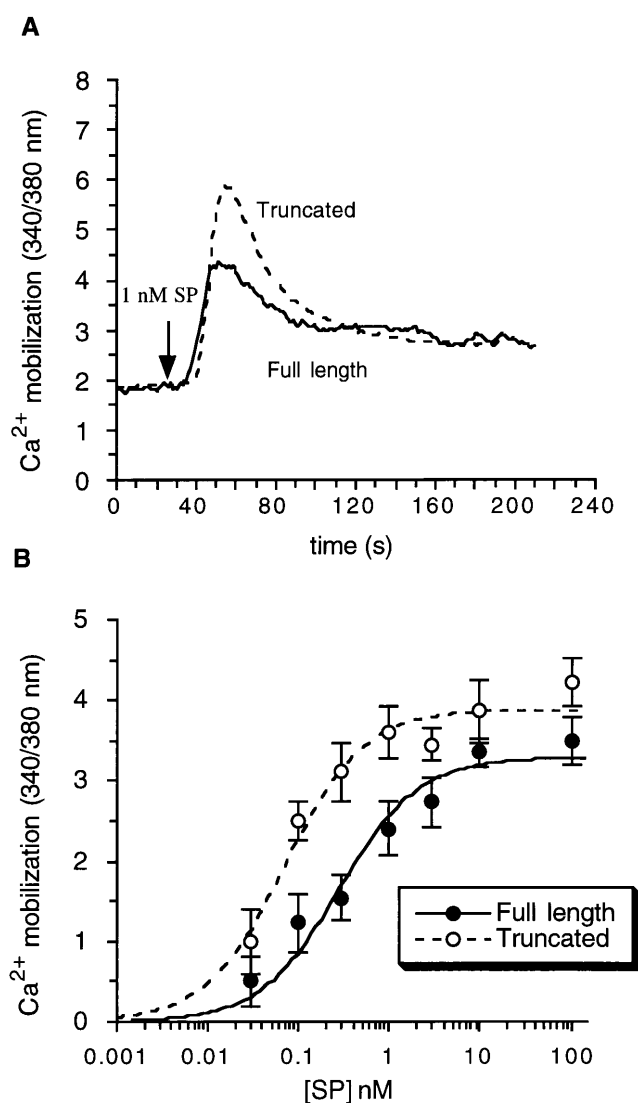 A
Ca2+ mobilization (340/380 nm)
8
7
6
5
4
3
2
1
0
Truncated
1 nM SP
Full length
0 40 80 120 160 200 240
time (s)
B
Ca2+ mobilization (340/380 nm)
5
4
3
2
1
0
Full length
Truncated
0.001 0.01 0.1 1 10 100
[SP] nM